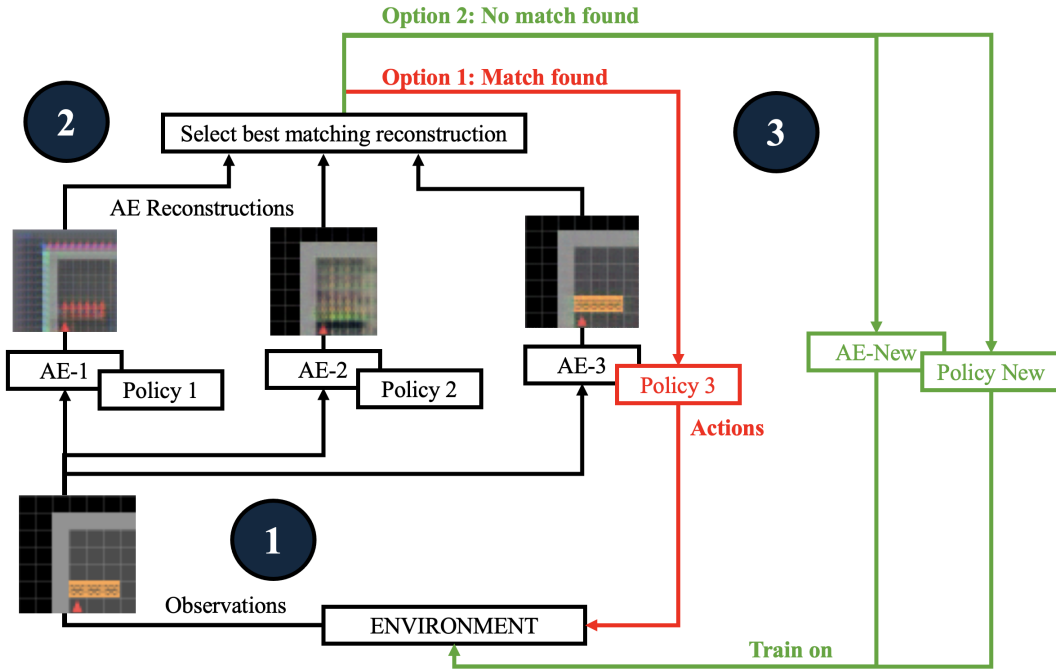 Option 2: No match found
Option 1: Match found
2
3
Select best matching reconstruction
AE Reconstructions
AE-1
Policy 1
AE-2
Policy 2
AE-3
Policy 3
AE-New
Policy New
Actions
1
Observations
ENVIRONMENT
Train on